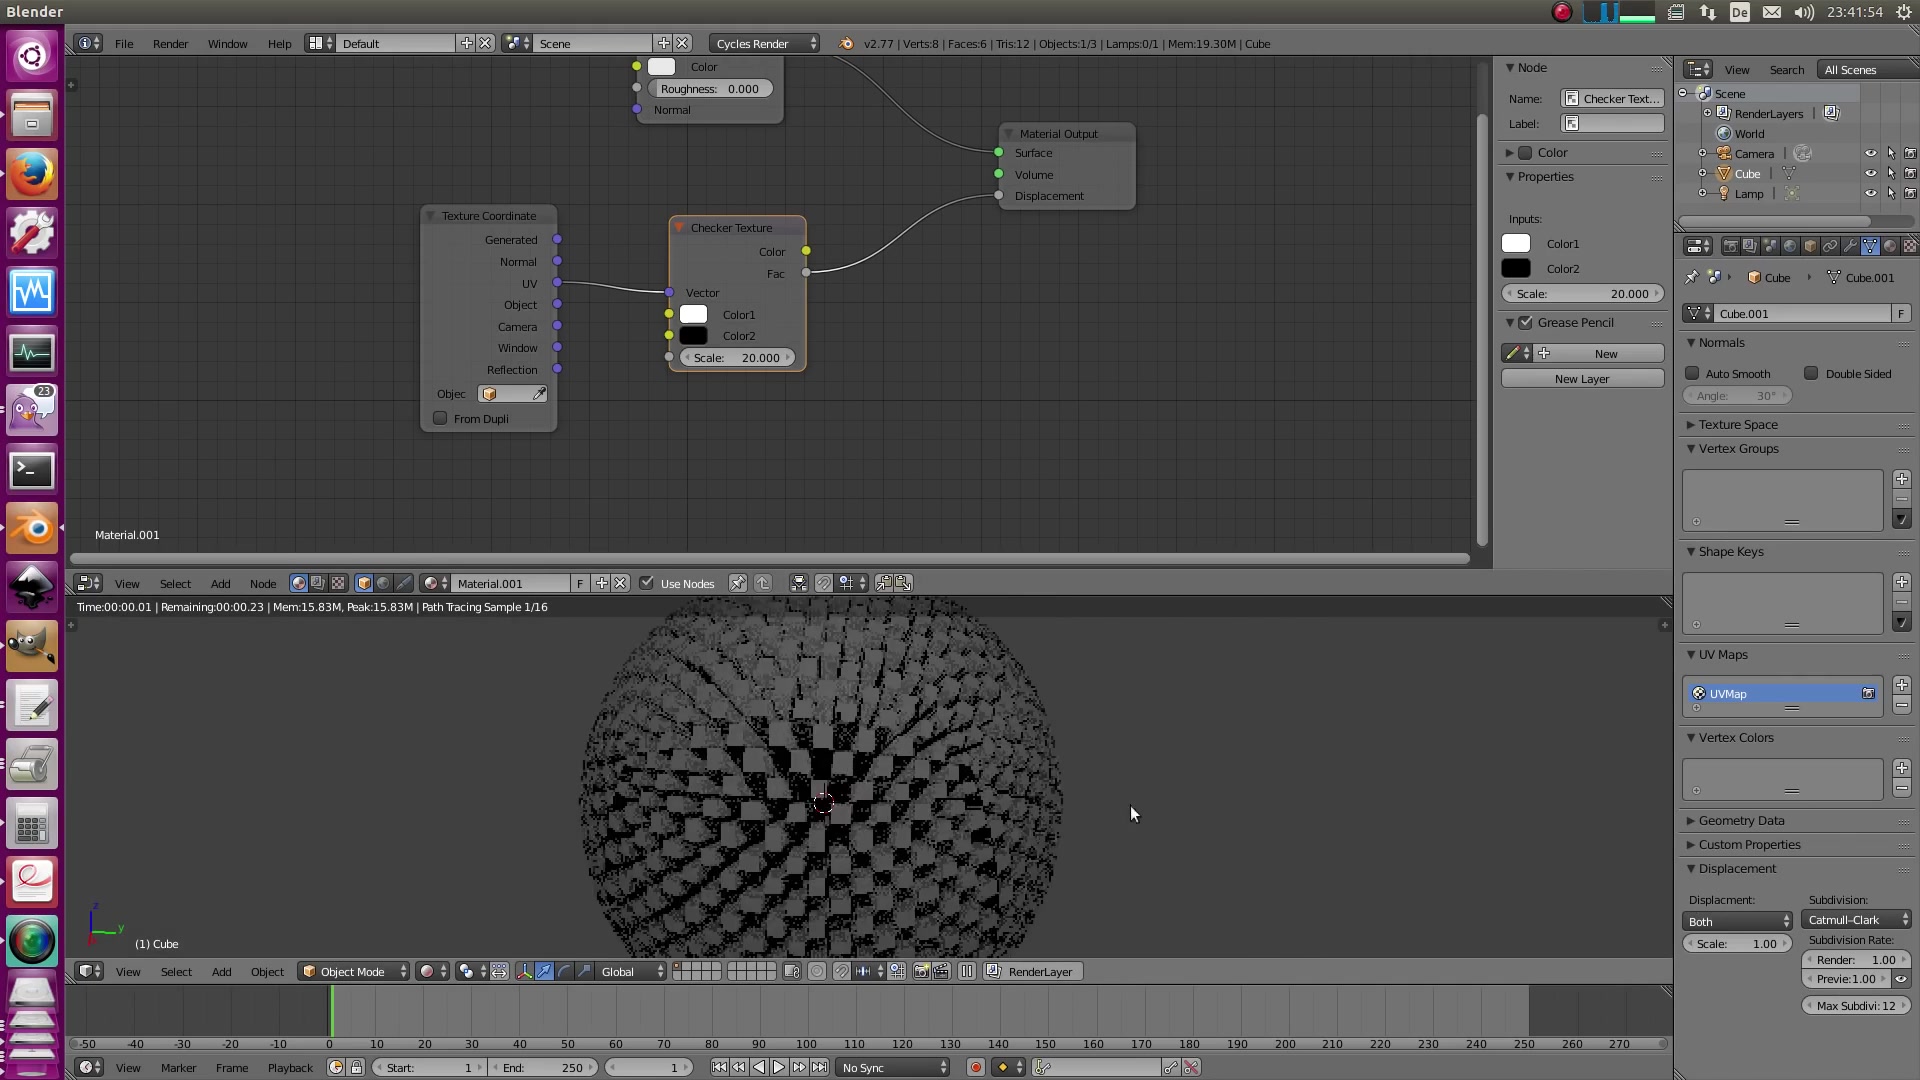 Blender
De
23:41:54
File
Render
Window
Help
Default
Scene
Cycles Render
v2.77 | Verts:8 | Faces:6 | Tris:12 | Objects:1/3 | Lamps:0/1 | Mem:19.30M | Cube
Color
Roughness: 0.000
Normal
Material Output
Surface
Volume
Displacement
Texture Coordinate
Generated
Normal
UV
Object
Camera
Window
Reflection
Objec
From Dupli
Checker Texture
Color
Fac
Vector
Color1
Color2
Scale: 20.000
Material.001
Node
Name: Checker Text...
Label:
Color
Properties
Inputs:
Color1
Color2
Scale: 20.000
Grease Pencil
New
New Layer
View
Search
All Scenes
Scene
RenderLayers
World
Camera
Cube
Lamp
Cube
Cube.001
Cube.001
F
Normals
Auto Smooth
Double Sided
Angle: 30°
Texture Space
Vertex Groups
Shape Keys
UV Maps
UVMap
Vertex Colors
Geometry Data
Custom Properties
Displacement
Displacment:
Subdivision:
Both
Catmull-Clark
Scale: 1.00
Subdivision Rate:
Render: 1.00
Previe:1.00
Max Subdivi: 12
23
View
Select
Add
Node
Material.001
F
Use Nodes
Time:00:00.01 | Remaining:00:00.23 | Mem:15.83M, Peak:15.83M | Path Tracing Sample 1/16
z
y
(1) Cube
View
Select
Add
Object
Object Mode
Global
RenderLayer
-50 -40 -30 -20 -10 0 10 20 30 40 50 60 70 80 90 100 110 120 130 140 150 160 170 180 190 200 210 220 230 240 250 260 270
View
Marker
Frame
Playback
Start: 1
End: 250
1
No Sync